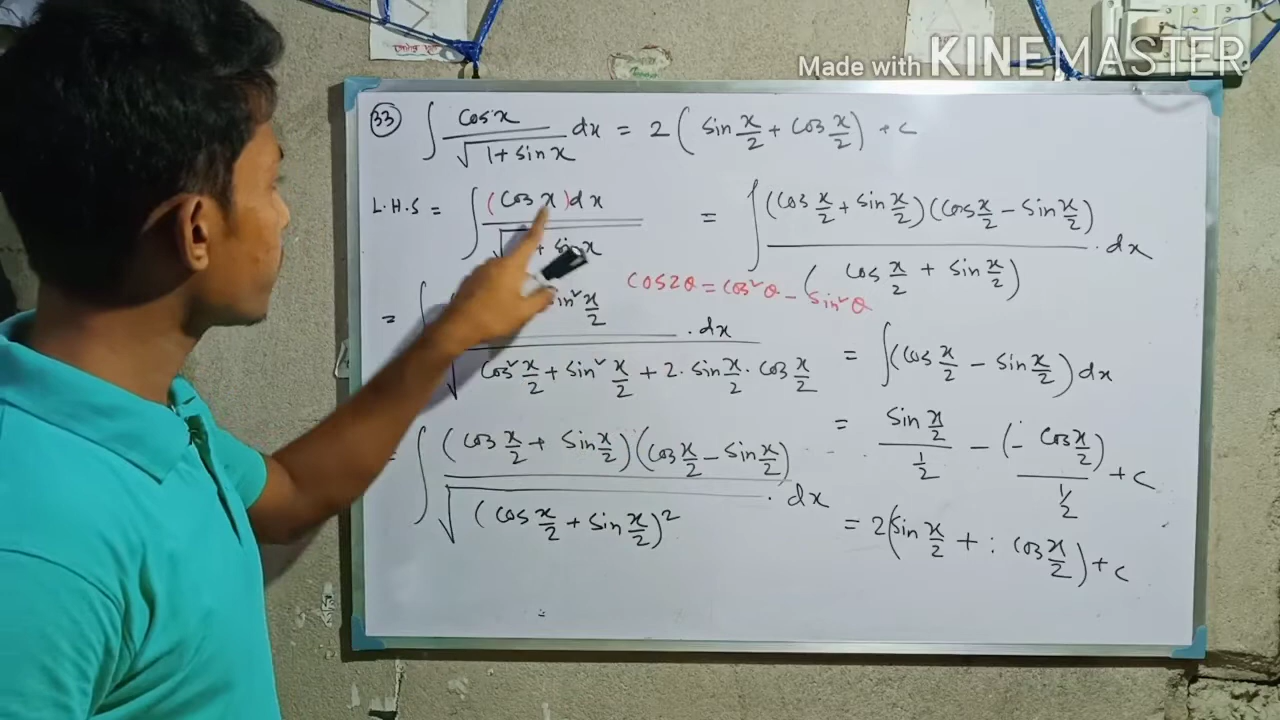 Made with KINEMASTER
33 ∫ cos x / √(1 + sin x) dx = 2 ( sin x/2 + cos x/2 ) + c
L.H.S = ∫ (cos x) dx / √ + sin x
= ∫ sin² x/2 / √(cos² x/2 + sin² x/2 + 2 · sin x/2 · cos x/2) · dx
= ∫ (cos x/2 + sin x/2)(cos x/2 − sin x/2) / √(cos x/2 + sin x/2)² · dx
= ∫ (cos x/2 + sin x/2)(cos x/2 − sin x/2) / (cos x/2 + sin x/2) · dx
cos2θ = cos²θ − sin²θ
= ∫ (cos x/2 − sin x/2) dx
= sin x/2 / 1/2 − (− cos x/2) / 1/2 + c
= 2(sin x/2 + : cos x/2) + c